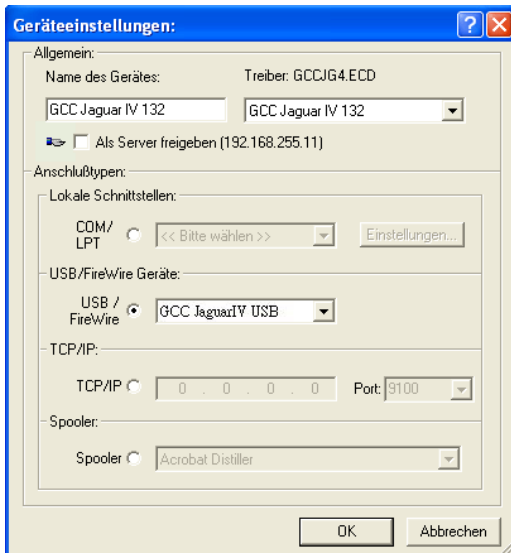 Geräteeinstellungen:
Allgemein:
Name des Gerätes:
Treiber: GCCJG4.ECD
GCC Jaguar IV 132
GCC Jaguar IV 132
Als Server freigeben (192.168.255.11)
Anschlußtypen:
Lokale Schnittstellen:
COM/
LPT
<< Bitte wählen >>
Einstellungen...
USB/FireWire Geräte:
USB /
FireWire
GCC JaguarIV USB
TCP/IP:
TCP/IP
0 . 0 . 0 . 0
Port:
9100
Spooler:
Spooler
Acrobat Distiller
OK
Abbrechen